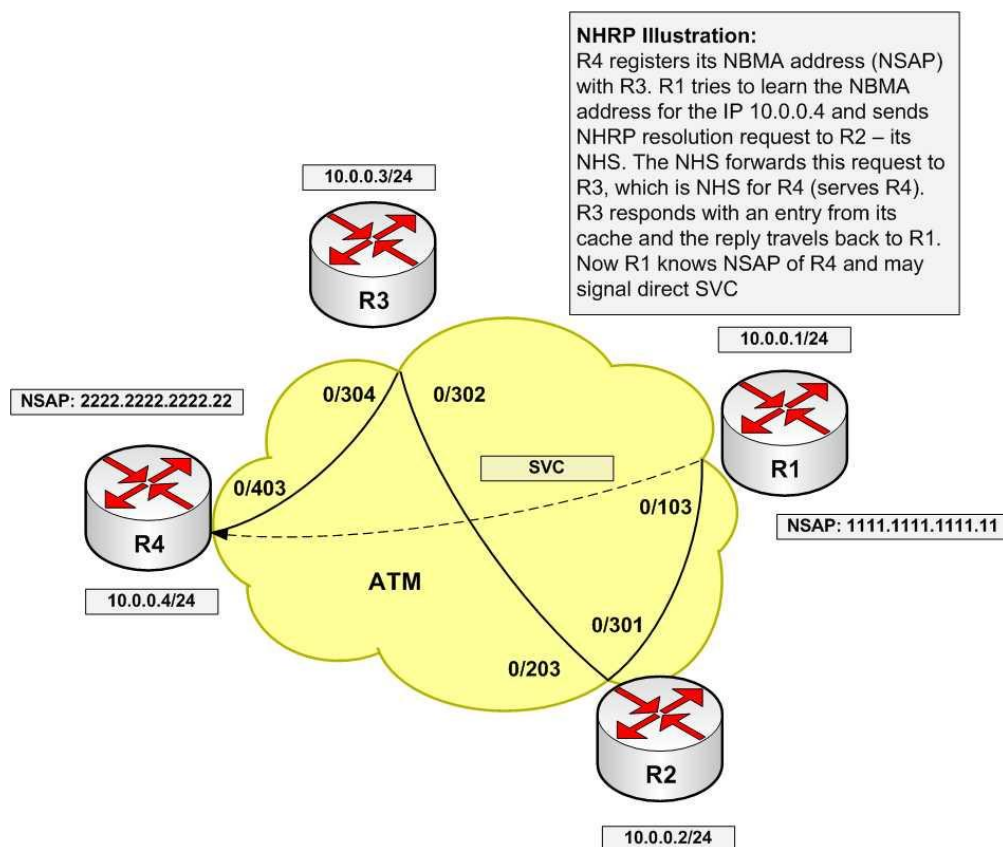 NHRP Illustration:
R4 registers its NBMA address (NSAP)
with R3. R1 tries to learn the NBMA
address for the IP 10.0.0.4 and sends
NHRP resolution request to R2 – its
NHS. The NHS forwards this request to
R3, which is NHS for R4 (serves R4).
R3 responds with an entry from its
cache and the reply travels back to R1.
Now R1 knows NSAP of R4 and may
signal direct SVC
10.0.0.3/24
R3
10.0.0.1/24
R1
NSAP: 1111.1111.1111.11
NSAP: 2222.2222.2222.22
R4
10.0.0.4/24
0/304
0/302
SVC
0/403
0/103
ATM
0/301
0/203
R2
10.0.0.2/24